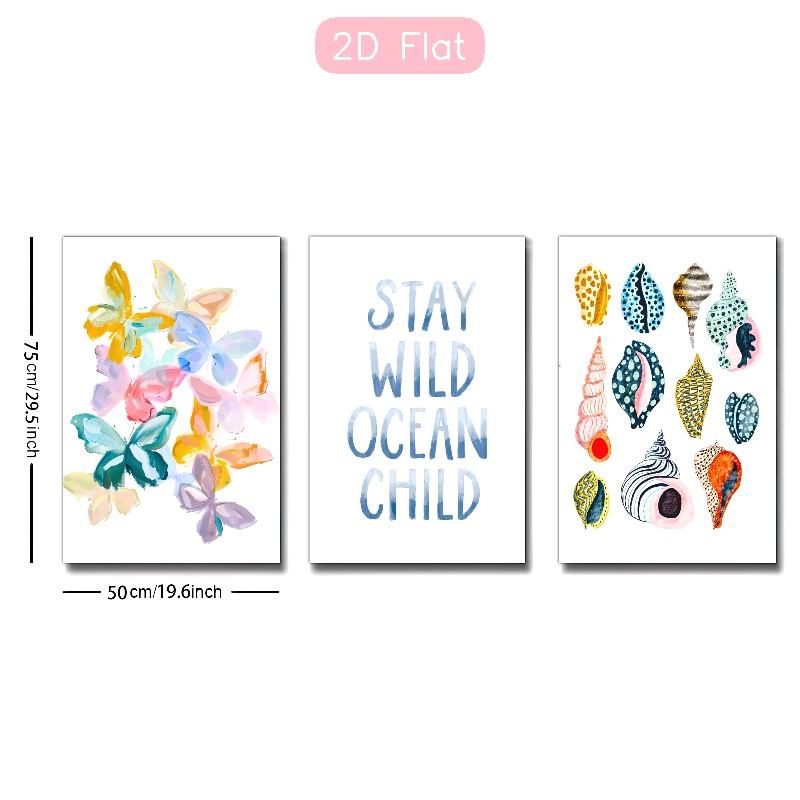 2D Flat
75cm/29.5inch
STAY
WILD
OCEAN
CHILD
50cm/19.6inch